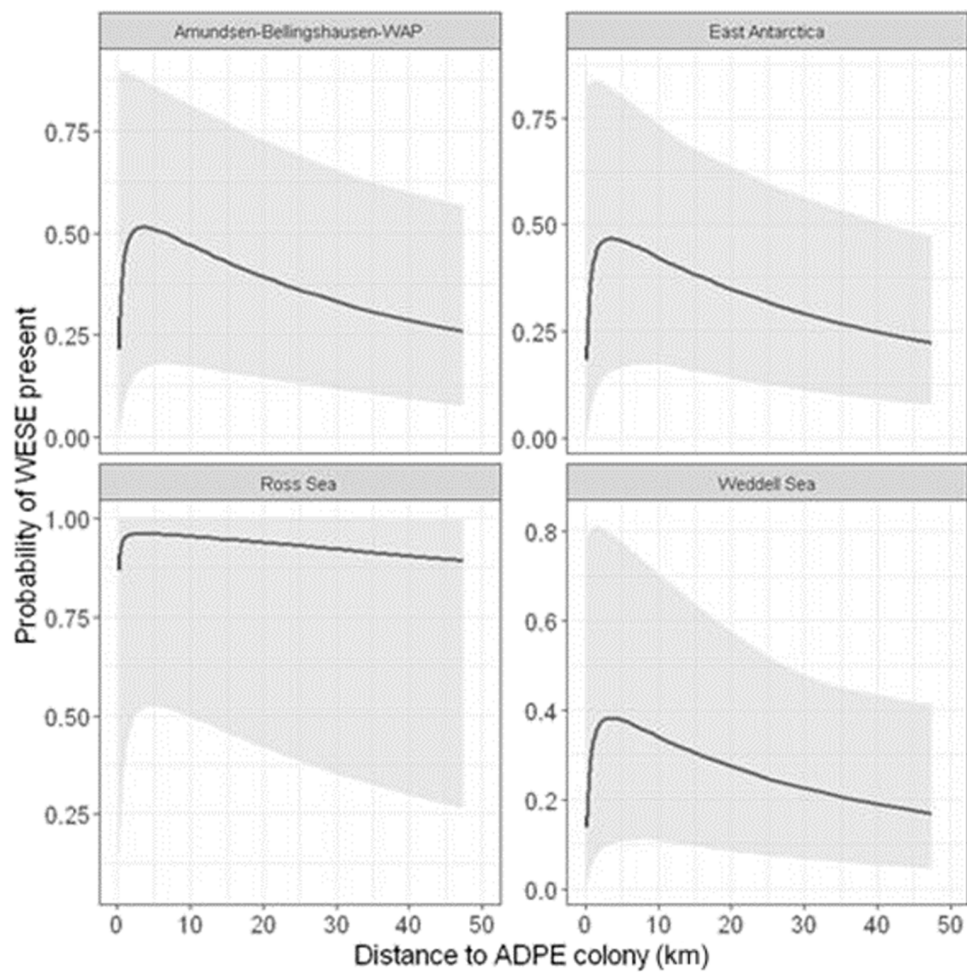 Amundsen-Bellingshausen-WAP
East Antarctica
0.75
0.50
0.25
0.00
0.75
0.50
0.25
0.00
Probability of WESE present
Ross Sea
Weddell Sea
1.00
0.75
0.50
0.25
0.8
0.6
0.4
0.2
0.0
0 10 20 30 40 50
0 10 20 30 40 50
Distance to ADPE colony (km)